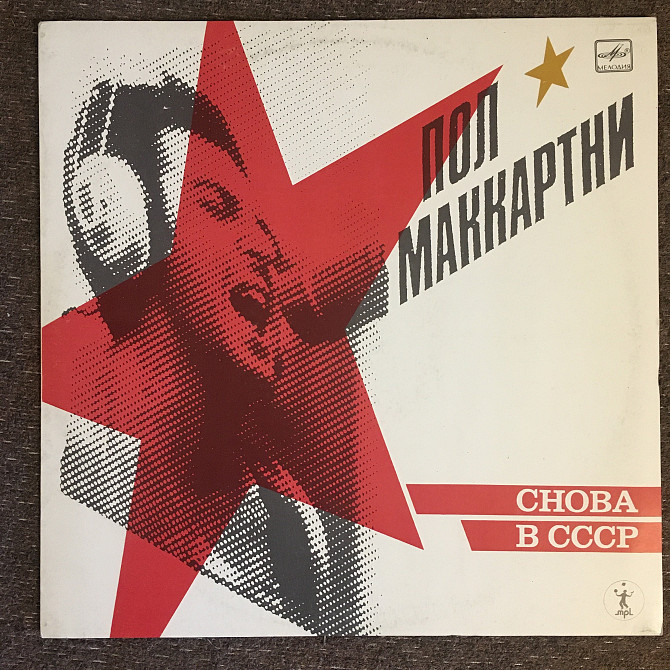 МЕЛОДИЯ
ПОЛ
МАККАРТНИ
СНОВА
В СССР
mpl